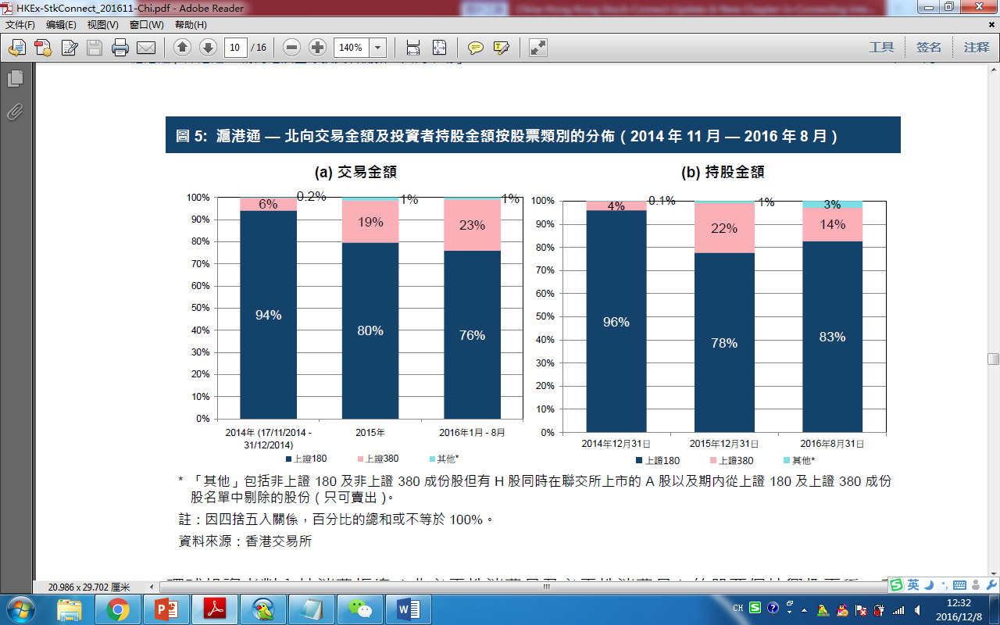 HKEx-StkConnect_201611-Chi.pdf - Adobe Reader
文件(F) 编辑(E) 视图(V) 窗口(W) 帮助(H)
10 / 16 140% 工具 签名 注释
圖 5: 滬港通 — 北向交易金額及投資者持股金額按股票類別的分佈 ( 2014 年 11 月 — 2016 年 8 月 )
(a) 交易金額
100%
90%
80%
70%
60%
50%
40%
30%
20%
10%
0%
6% 0.2% 1% 1%
19% 23%
94% 80% 76%
2014年 (17/11/2014 - 31/12/2014) 2015年 2016年1月 - 8月
上證180 上證380 其他*
(b) 持股金額
100%
90%
80%
70%
60%
50%
40%
30%
20%
10%
0%
4% 0.1% 1% 3%
22% 14%
96% 78% 83%
2014年12月31日 2015年12月31日 2016年8月31日
上證180 上證380 其他*
* 「其他」包括非上證 180 及非上證 380 成份股但有 H 股同時在聯交所上市的 A 股以及期内從上證 180 及上證 380 成份
股名單中剔除的股份 ( 只可賣出 )。
註：因四捨五入關係，百分比的總和或不等於 100%。
資料來源：香港交易所
20.986 x 29.702 厘米
英
CH
12:32
2016/12/8